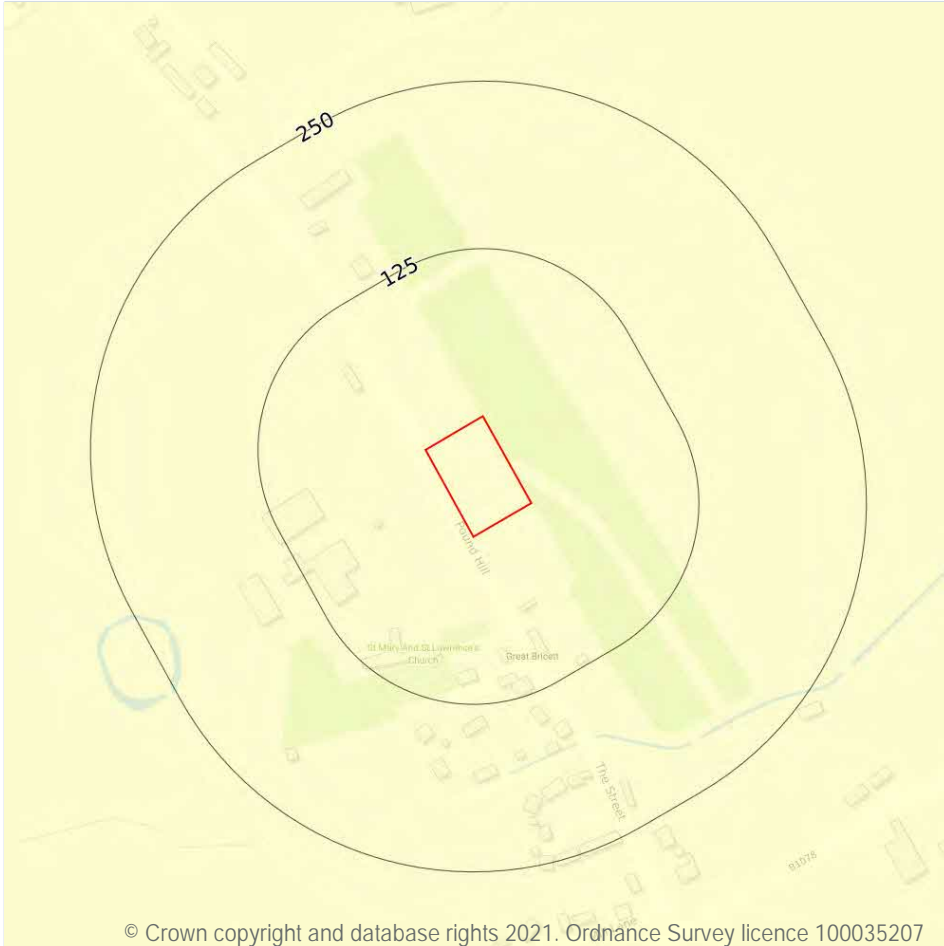 250
125
Pound Hill
St Mary And St Lawrence's
Church
Great Bricett
The Street
B1078
© Crown copyright and database rights 2021. Ordnance Survey licence 100035207